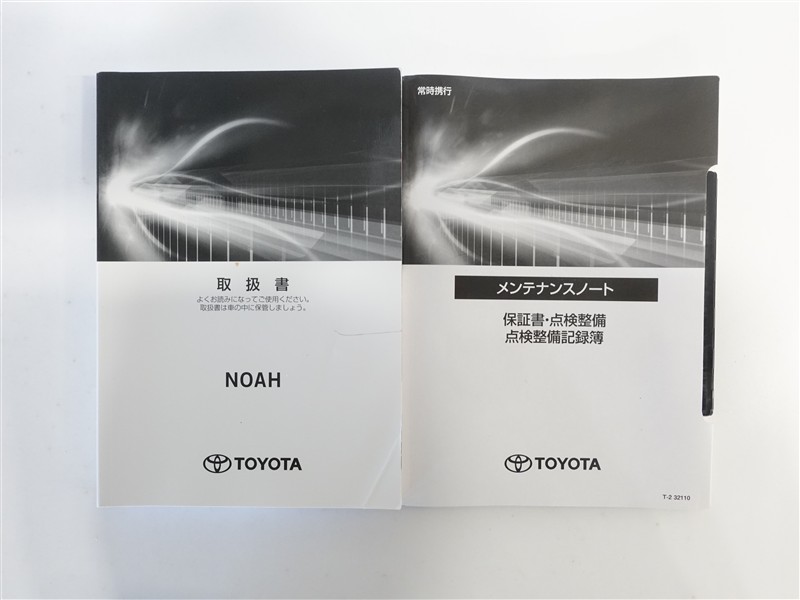 取扱書
よくお読みになってご使用ください。
取扱書は車の中に保管しましょう。
NOAH
TOYOTA
常時携行
メンテナンスノート
保証書・点検整備
点検整備記録簿
TOYOTA
T-2 32110